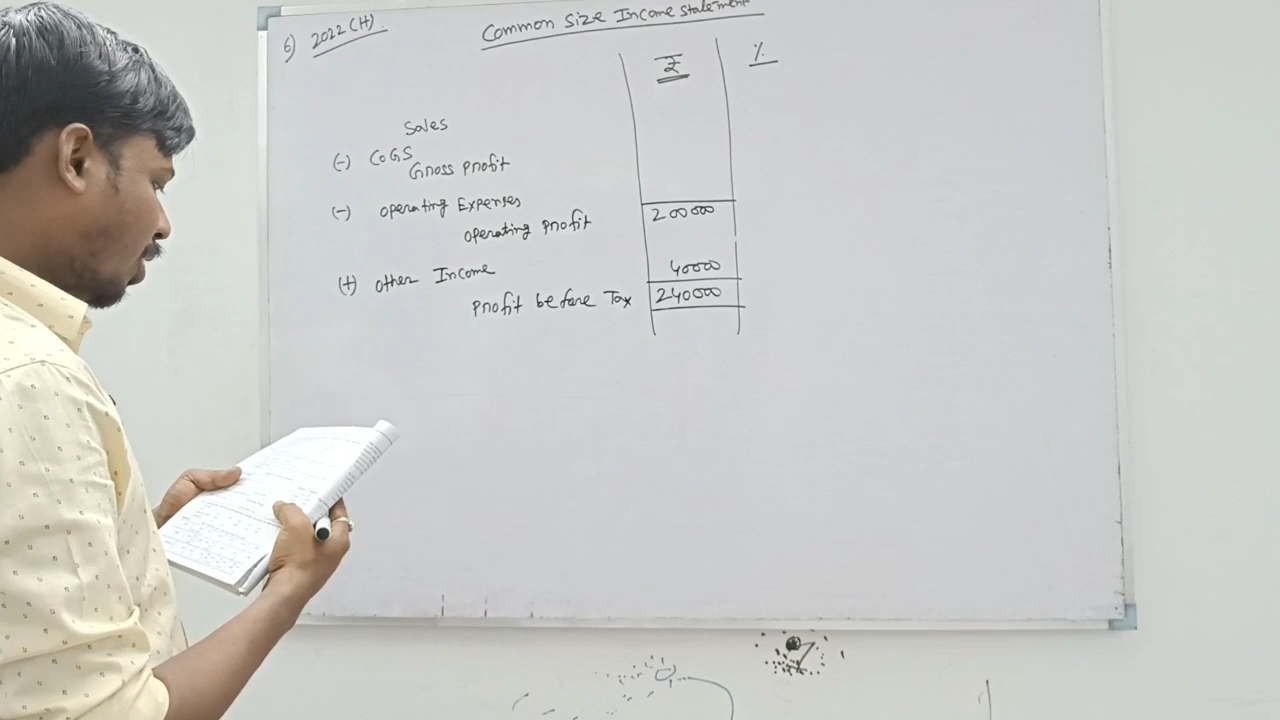 6) 2022 (H).
Common Size Income statement
₹ %
Sales
(-) COGS
Gross Profit
(-) Operating Expenses
Operating Profit 200000
(+) Other Income 40000
Profit before Tax 240000